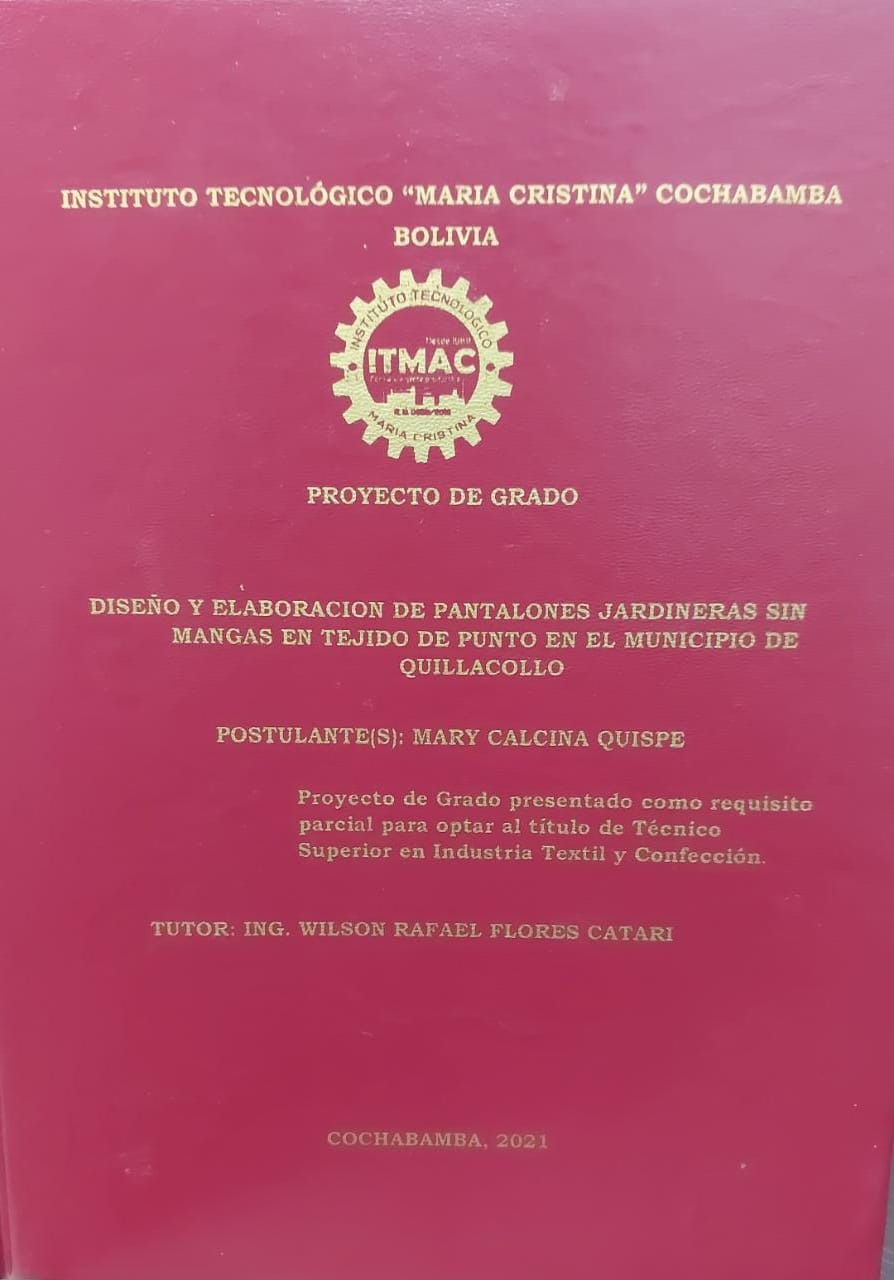 INSTITUTO TECNOLÓGICO “MARIA CRISTINA” COCHABAMBA
BOLIVIA
INSTITUTO TECNOLÓGICO
ITMAC
MARIA CRISTINA
PROYECTO DE GRADO
DISEÑO Y ELABORACION DE PANTALONES JARDINERAS SIN
MANGAS EN TEJIDO DE PUNTO EN EL MUNICIPIO DE
QUILLACOLLO
POSTULANTE(S): MARY CALCINA QUISPE
Proyecto de Grado presentado como requisito
parcial para optar al título de Técnico
Superior en Industria Textil y Confección.
TUTOR: ING. WILSON RAFAEL FLORES CATARI
COCHABAMBA, 2021